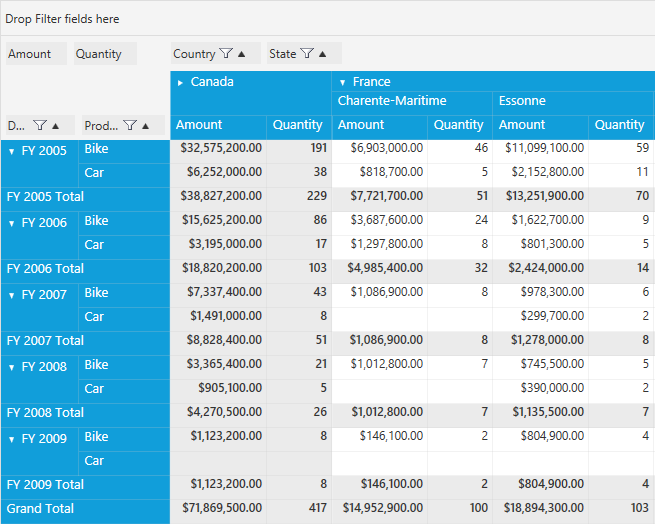 Drop Filter fields here
Amount Quantity Country State
Canada France
Charente-Maritime Essonne
D... Prod... Amount Quantity Amount Quantity Amount Quantity
FY 2005 Bike $32,575,200.00 191 $6,903,000.00 46 $11,099,100.00 59
Car $6,252,000.00 38 $818,700.00 5 $2,152,800.00 11
FY 2005 Total $38,827,200.00 229 $7,721,700.00 51 $13,251,900.00 70
FY 2006 Bike $15,625,200.00 86 $3,687,600.00 24 $1,622,700.00 9
Car $3,195,000.00 17 $1,297,800.00 8 $801,300.00 5
FY 2006 Total $18,820,200.00 103 $4,985,400.00 32 $2,424,000.00 14
FY 2007 Bike $7,337,400.00 43 $1,086,900.00 8 $978,300.00 6
Car $1,491,000.00 8 $299,700.00 2
FY 2007 Total $8,828,400.00 51 $1,086,900.00 8 $1,278,000.00 8
FY 2008 Bike $3,365,400.00 21 $1,012,800.00 7 $745,500.00 5
Car $905,100.00 5 $390,000.00 2
FY 2008 Total $4,270,500.00 26 $1,012,800.00 7 $1,135,500.00 7
FY 2009 Bike $1,123,200.00 8 $146,100.00 2 $804,900.00 4
Car
FY 2009 Total $1,123,200.00 8 $146,100.00 2 $804,900.00 4
Grand Total $71,869,500.00 417 $14,952,900.00 100 $18,894,300.00 103